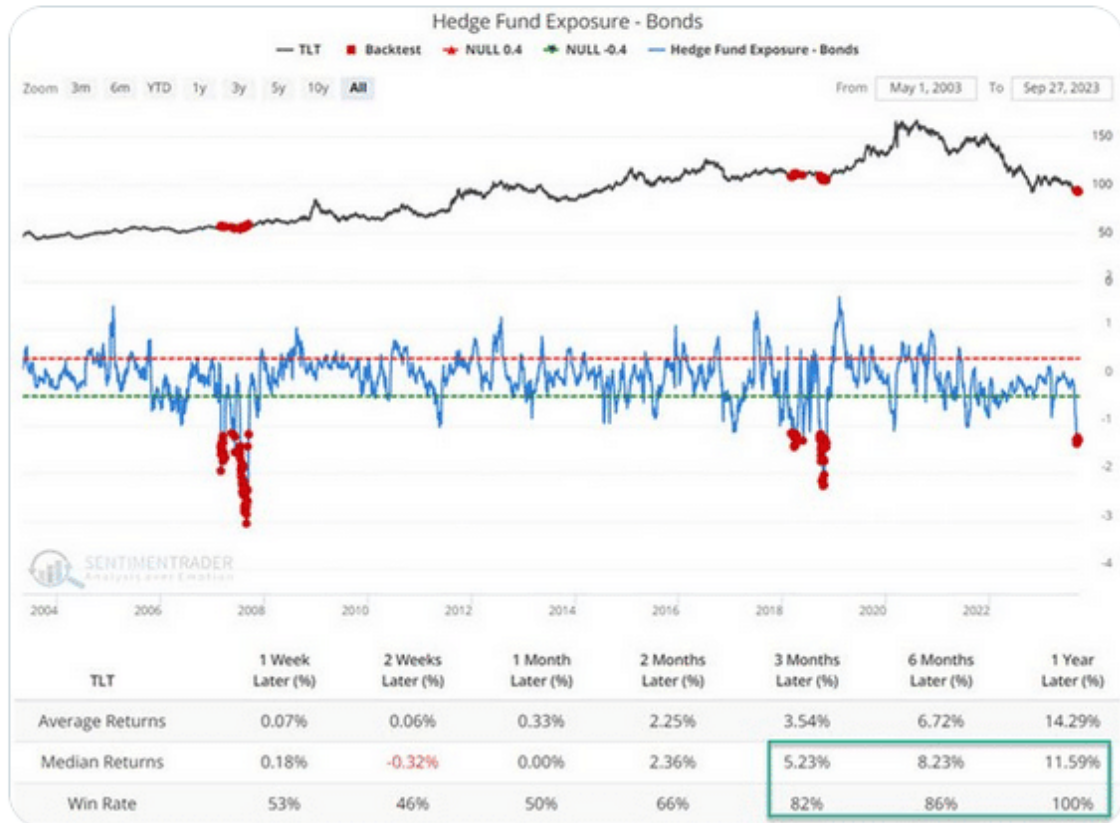 Hedge Fund Exposure - Bonds
TLT Backtest NULL 0.4 NULL -0.4 Hedge Fund Exposure - Bonds
Zoom 3m 6m YTD 1y 3y 5y 10y All From May 1, 2003 To Sep 27, 2023
150
100
50
2
0
1
0
-1
-2
-3
-4
SENTIMENTRADER
Analysis over Emotion
2004 2006 2008 2010 2012 2014 2016 2018 2020 2022
TLT 1 Week Later (%) 2 Weeks Later (%) 1 Month Later (%) 2 Months Later (%) 3 Months Later (%) 6 Months Later (%) 1 Year Later (%)
Average Returns 0.07% 0.06% 0.33% 2.25% 3.54% 6.72% 14.29%
Median Returns 0.18% -0.32% 0.00% 2.36% 5.23% 8.23% 11.59%
Win Rate 53% 46% 50% 66% 82% 86% 100%